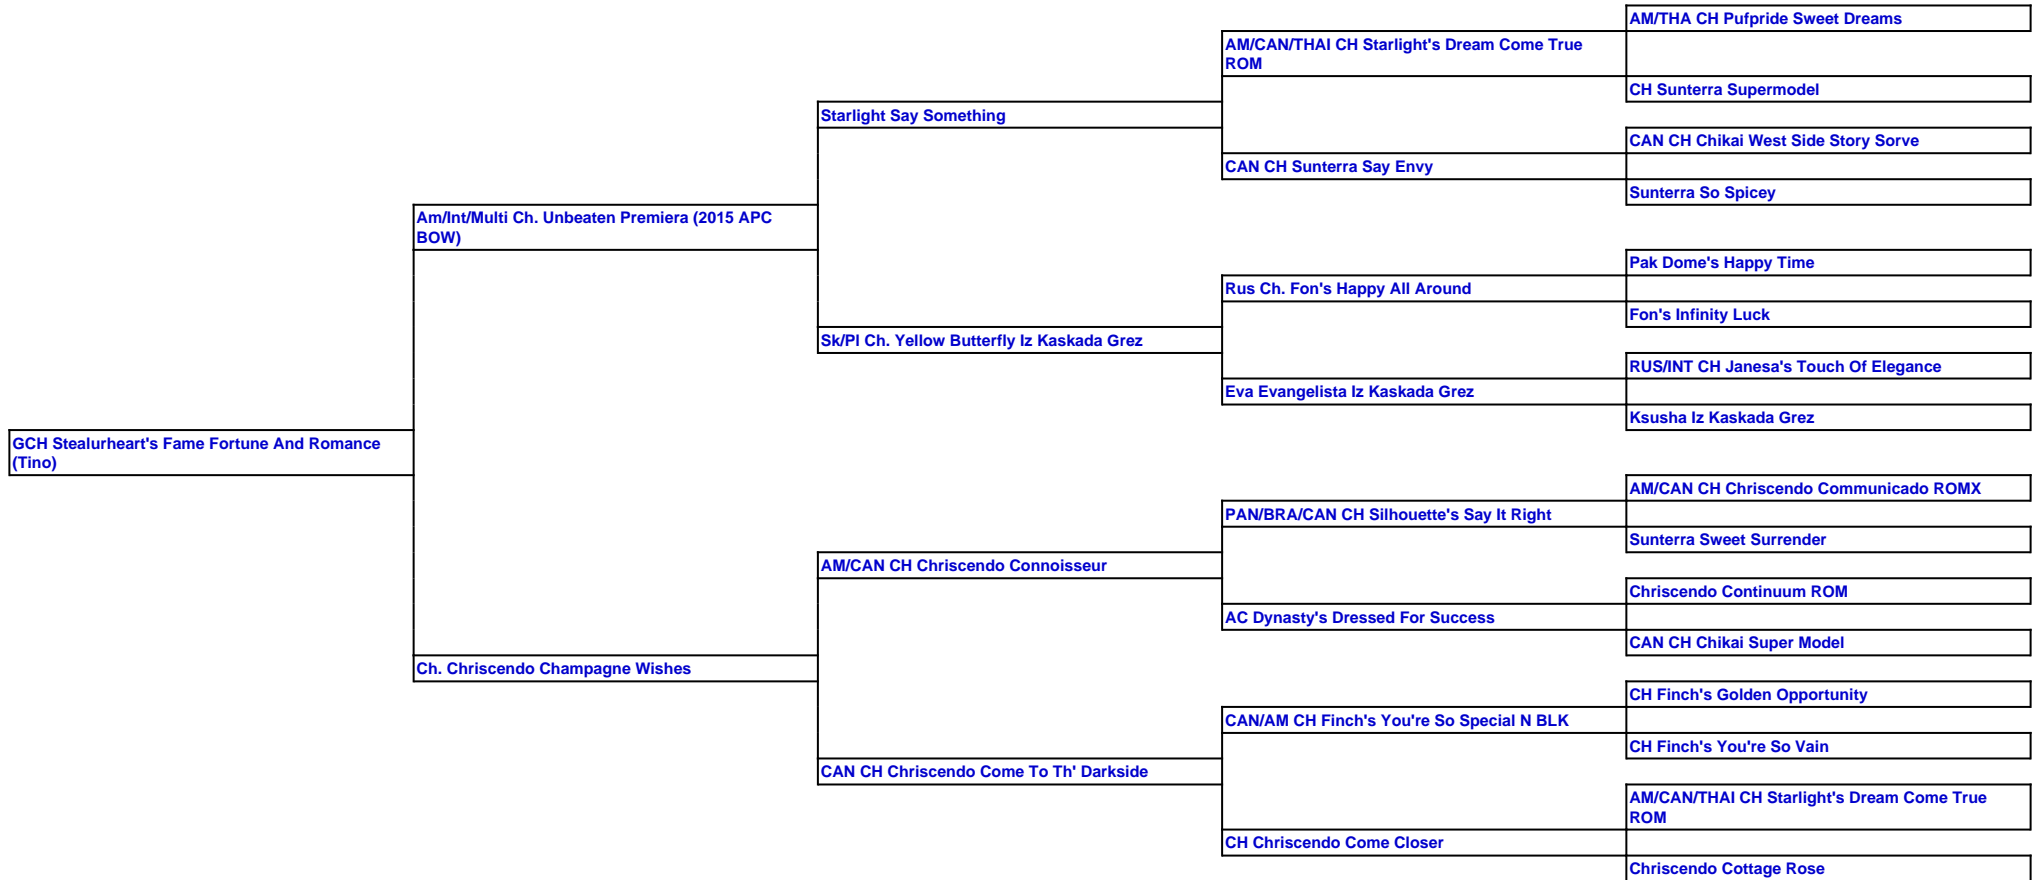 AM/THA CH Pufpride Sweet Dreams
AM/CAN/THAI CH Starlight's Dream Come True
ROM
CH Sunterra Supermodel
Starlight Say Something
CAN CH Chikai West Side Story Sorve
CAN CH Sunterra Say Envy
Sunterra So Spicey
Am/Int/Multi Ch. Unbeaten Premiera (2015 APC
BOW)
Pak Dome's Happy Time
Rus Ch. Fon's Happy All Around
Fon's Infinity Luck
Sk/Pl Ch. Yellow Butterfly Iz Kaskada Grez
RUS/INT CH Janesa's Touch Of Elegance
Eva Evangelista Iz Kaskada Grez
Ksusha Iz Kaskada Grez
GCH Stealurheart's Fame Fortune And Romance
(Tino)
AM/CAN CH Chriscendo Communicado ROMX
PAN/BRA/CAN CH Silhouette's Say It Right
Sunterra Sweet Surrender
AM/CAN CH Chriscendo Connoisseur
Chriscendo Continuum ROM
AC Dynasty's Dressed For Success
CAN CH Chikai Super Model
Ch. Chriscendo Champagne Wishes
CH Finch's Golden Opportunity
CAN/AM CH Finch's You're So Special N BLK
CH Finch's You're So Vain
CAN CH Chriscendo Come To Th' Darkside
AM/CAN/THAI CH Starlight's Dream Come True
ROM
CH Chriscendo Come Closer
Chriscendo Cottage Rose